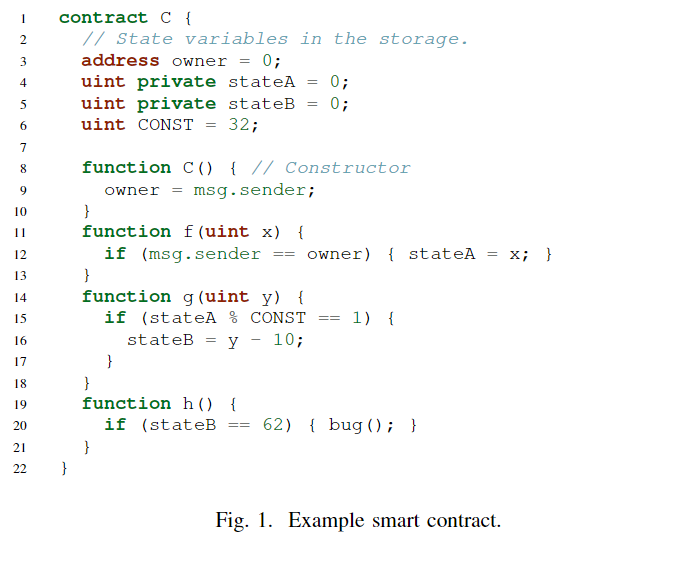 1 contract C {
2 // State variables in the storage.
3 address owner = 0;
4 uint private stateA = 0;
5 uint private stateB = 0;
6 uint CONST = 32;
7
8 function C() { // Constructor
9 owner = msg.sender;
10 }
11 function f(uint x) {
12 if (msg.sender == owner) { stateA = x; }
13 }
14 function g(uint y) {
15 if (stateA % CONST == 1) {
16 stateB = y - 10;
17 }
18 }
19 function h() {
20 if (stateB == 62) { bug(); }
21 }
22 }
Fig. 1. Example smart contract.